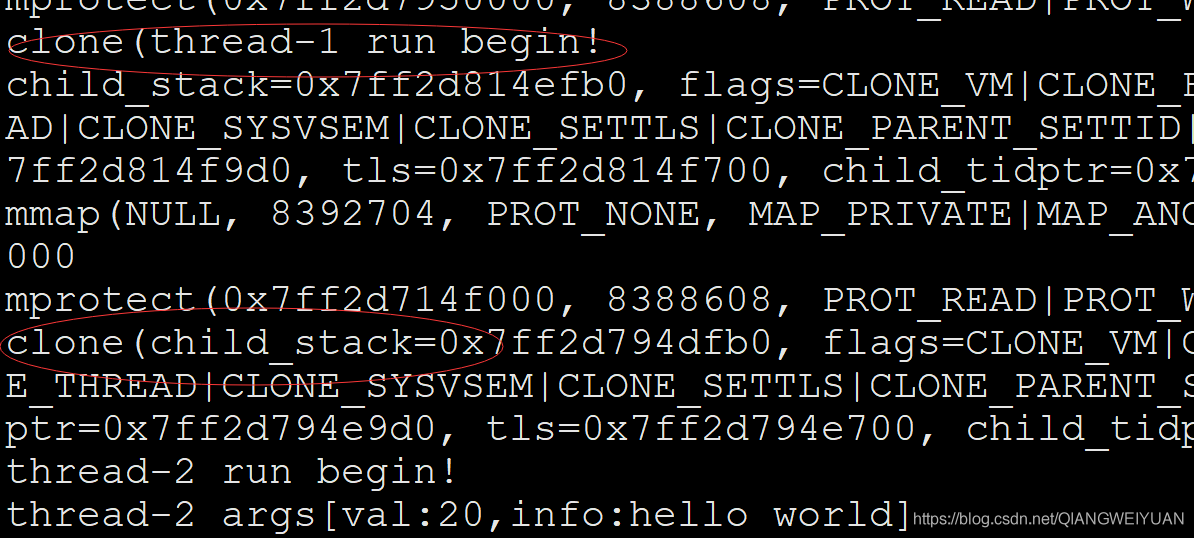 mprotect(0x7ff2d7950000, 8388608, PROT_READ|PROT_W
clone(thread-1 run begin!
child_stack=0x7ff2d814efb0, flags=CLONE_VM|CLONE_F
AD|CLONE_SYSVSEM|CLONE_SETTLS|CLONE_PARENT_SETTID|
7ff2d814f9d0, tls=0x7ff2d814f700, child_tidptr=0x7
mmap(NULL, 8392704, PROT_NONE, MAP_PRIVATE|MAP_ANO
000
mprotect(0x7ff2d714f000, 8388608, PROT_READ|PROT_W
clone(child_stack=0x7ff2d794dfb0, flags=CLONE_VM|C
E_THREAD|CLONE_SYSVSEM|CLONE_SETTLS|CLONE_PARENT_S
ptr=0x7ff2d794e9d0, tls=0x7ff2d794e700, child_tidp
thread-2 run begin!
thread-2 args[val:20,info:hello world]
https://blog.csdn.net/QIANGWEIYUAN